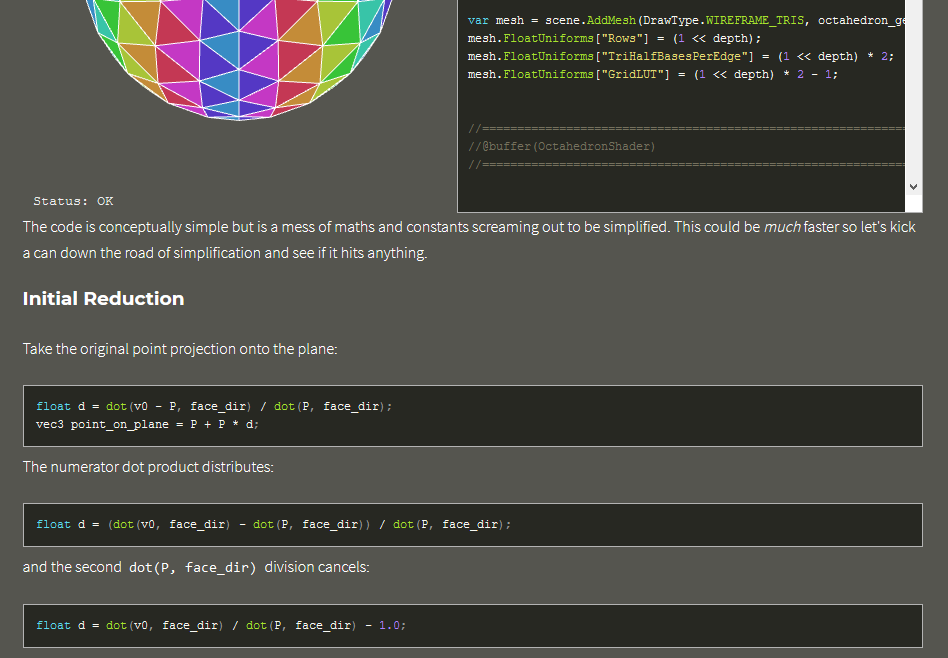 var mesh = scene.AddMesh(DrawType.WIREFRAME_TRIS, octahedron_ge
mesh.FloatUniforms["Rows"] = (1 << depth);
mesh.FloatUniforms["TriHalfBasesPerEdge"] = (1 << depth) * 2;
mesh.FloatUniforms["GridLUT"] = (1 << depth) * 2 - 1;
//==============================================================
//@buffer(OctahedronShader)
//==============================================================
Status: OK
The code is conceptually simple but is a mess of maths and constants screaming out to be simplified. This could be much faster so let's kick
a can down the road of simplification and see if it hits anything.
Initial Reduction
Take the original point projection onto the plane:
float d = dot(v0 - P, face_dir) / dot(P, face_dir);
vec3 point_on_plane = P + P * d;
The numerator dot product distributes:
float d = (dot(v0, face_dir) - dot(P, face_dir)) / dot(P, face_dir);
and the second dot(P, face_dir) division cancels:
float d = dot(v0, face_dir) / dot(P, face_dir) - 1.0;